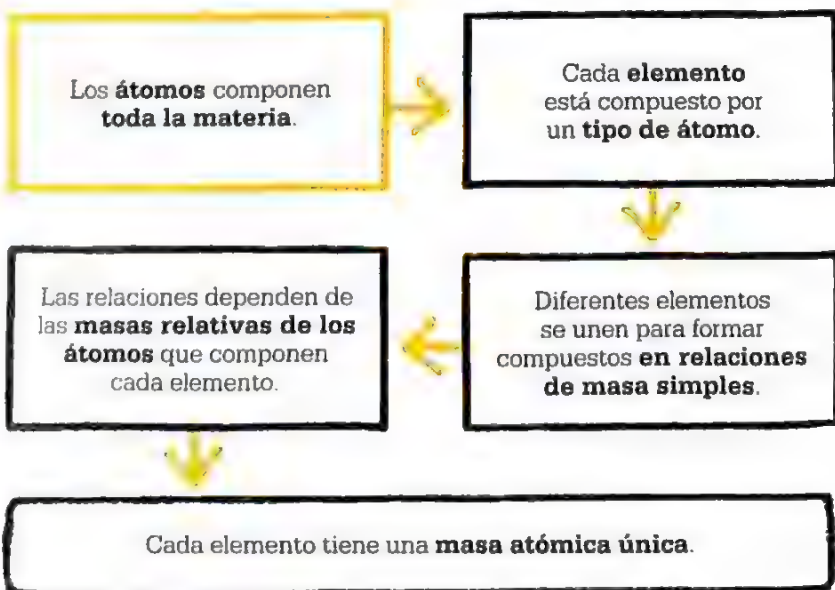 Los átomos componen
toda la materia.
Cada elemento
está compuesto por
un tipo de átomo.
Diferentes elementos
se unen para formar
compuestos en relaciones
de masa simples.
Las relaciones dependen de
las masas relativas de los
átomos que componen
cada elemento.
Cada elemento tiene una masa atómica única.